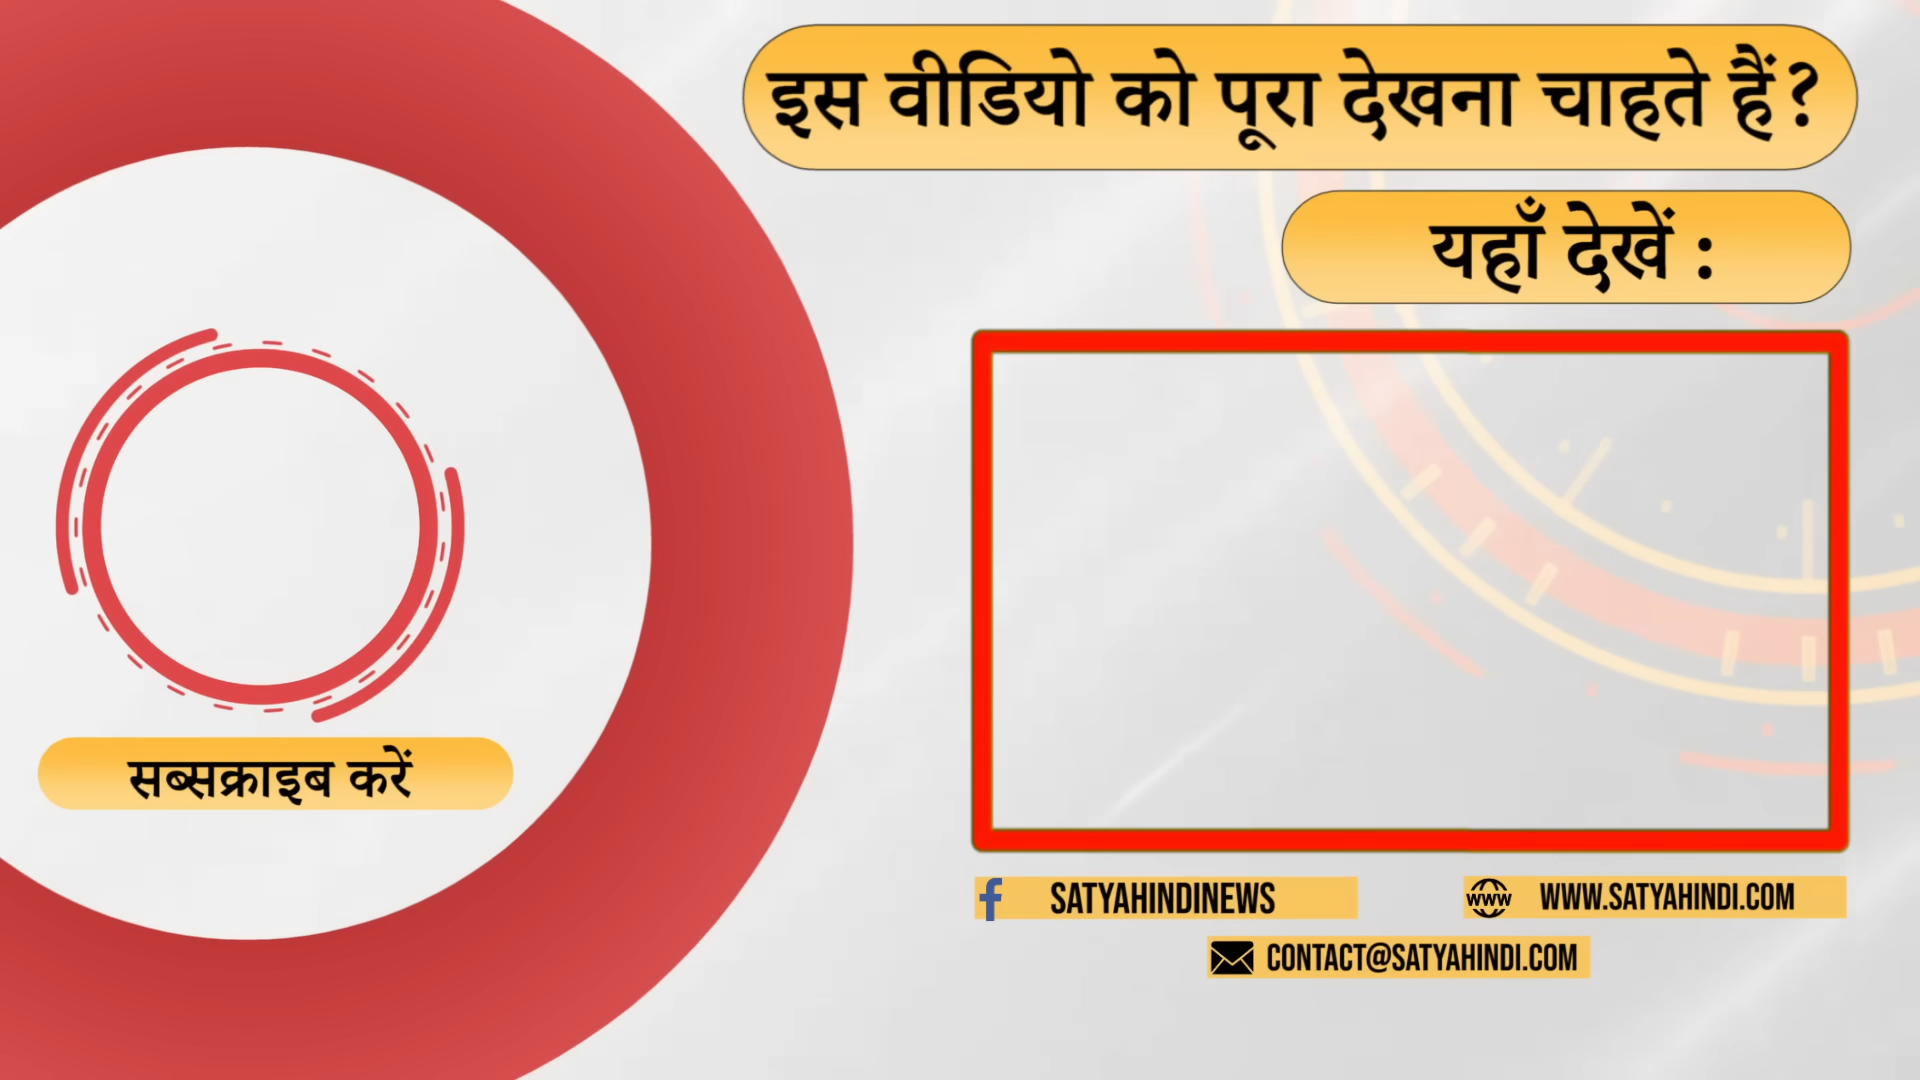 इस वीडियो को पूरा देखना चाहते हैं?
यहाँ देखें :
सब्सक्राइब करें
SATYAHINDINEWS
WWW WWW.SATYAHINDI.COM
CONTACT@SATYAHINDI.COM